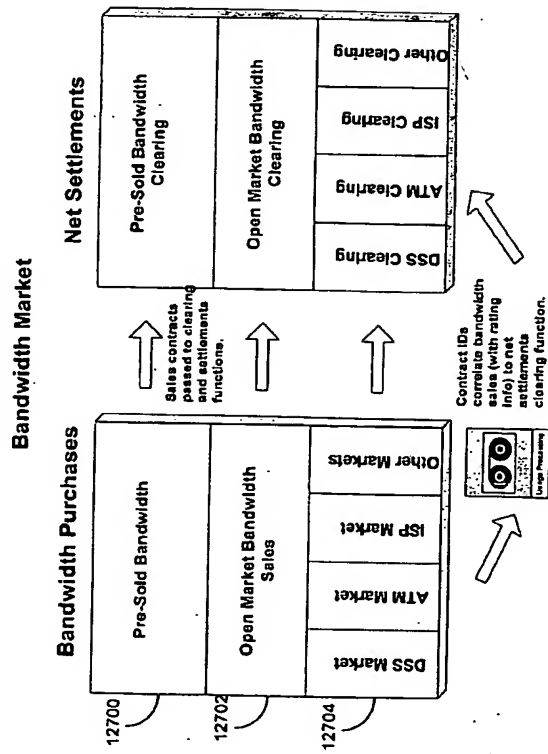 Bandwidth Market
Bandwidth Purchases
Net Settlements
12700
Pre-Sold Bandwidth
12702
Open Market Bandwidth
Sales
12704
DSS Market
ATM Market
ISP Market
Other Markets
Sales contracts
passed to clearing
and settlements
functions.
Pre-Sold Bandwidth
Clearing
Open Market Bandwidth
Clearing
DSS Clearing
ATM Clearing
ISP Clearing
Other Clearing
Usage Processing
Contract IDs
correlate bandwidth
sales (with rating
info) to net
settlements
clearing function.